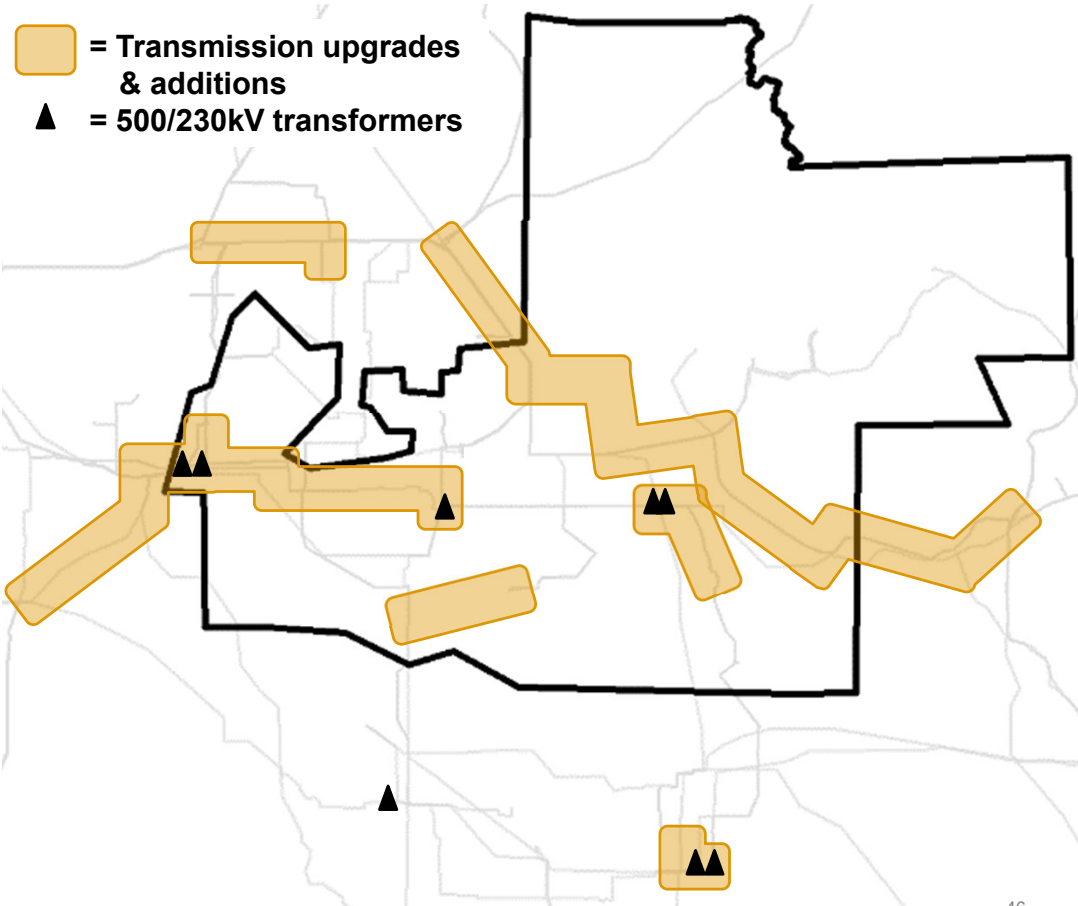 = Transmission upgrades
& additions
= 500/230kV transformers